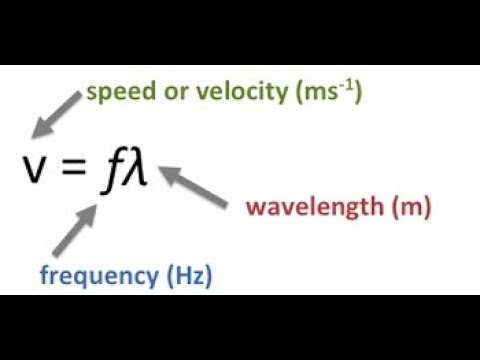 speed or velocity (ms⁻¹)
v = fλ
wavelength (m)
frequency (Hz)